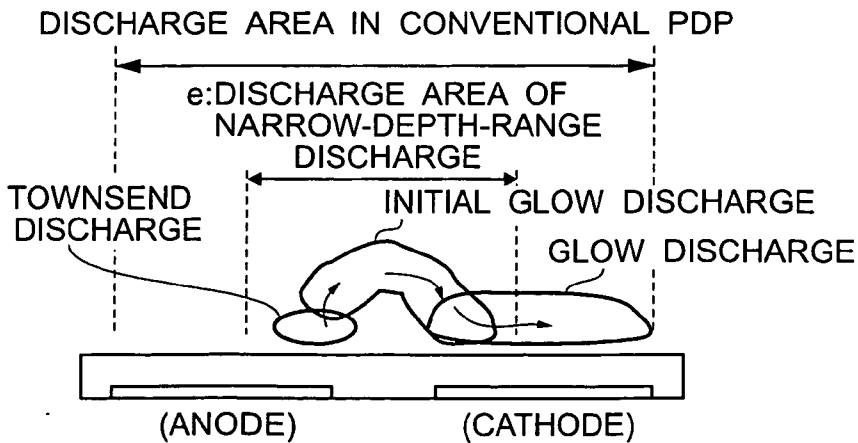 DISCHARGE AREA IN CONVENTIONAL PDP
e:DISCHARGE AREA OF
NARROW-DEPTH-RANGE
DISCHARGE
TOWNSEND
DISCHARGE
INITIAL GLOW DISCHARGE
GLOW DISCHARGE
(ANODE)
(CATHODE)